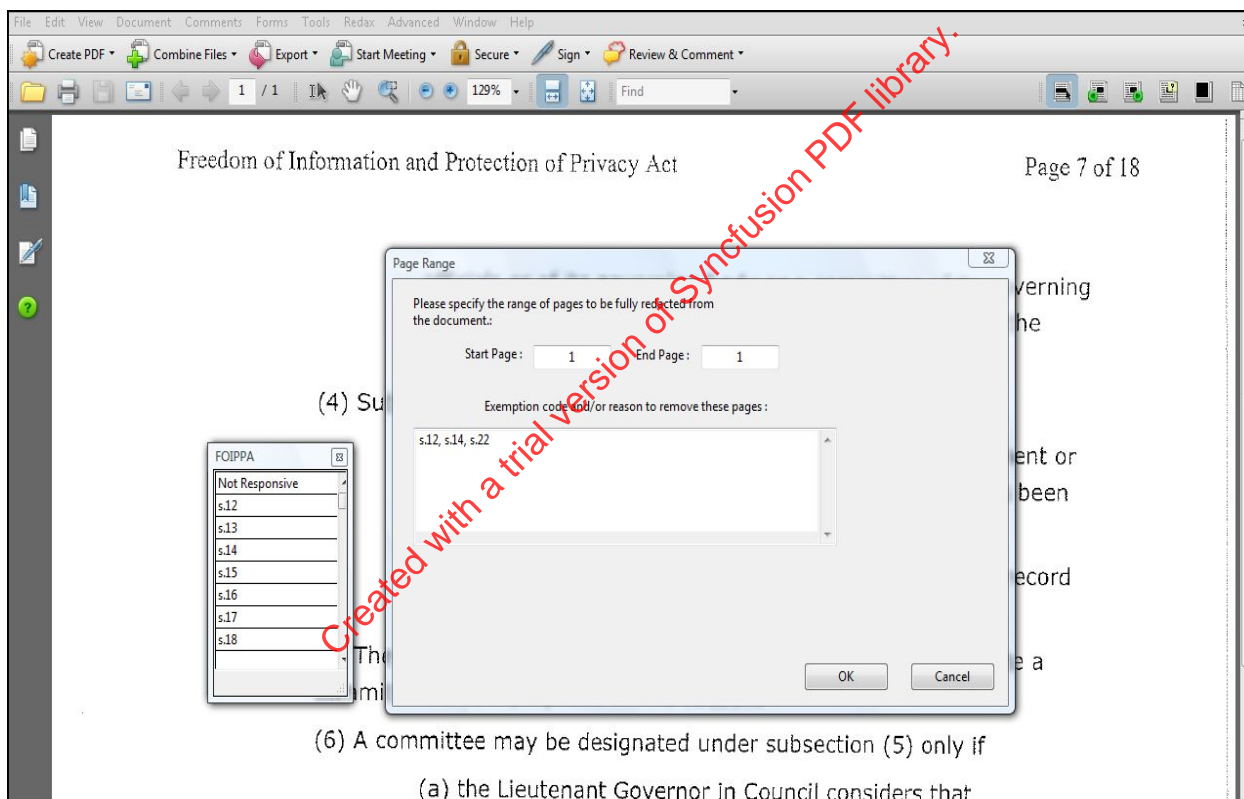 File Edit View Document Comments Forms Tools Redax Advanced Window Help
Create PDF Combine Files Export Start Meeting Secure Sign Review & Comment
1 / 1 129% Find
Freedom of Information and Protection of Privacy Act Page 7 of 18
Page Range
verning
Please specify the range of pages to be fully redacted from
the document.:
he
Start Page : 1 End Page : 1
(4) Su
Exemption code and/or reason to remove these pages :
s.12, s.14, s.22
FOIPPA
ent or
Not Responsive
been
s.12
s.13
s.14
s.15
ecord
s.16
s.17
s.18
The
e a
OK Cancel
ami
(6) A committee may be designated under subsection (5) only if
(a) the Lieutenant Governor in Council considers that
Created with a trial version of Syncfusion PDF library.